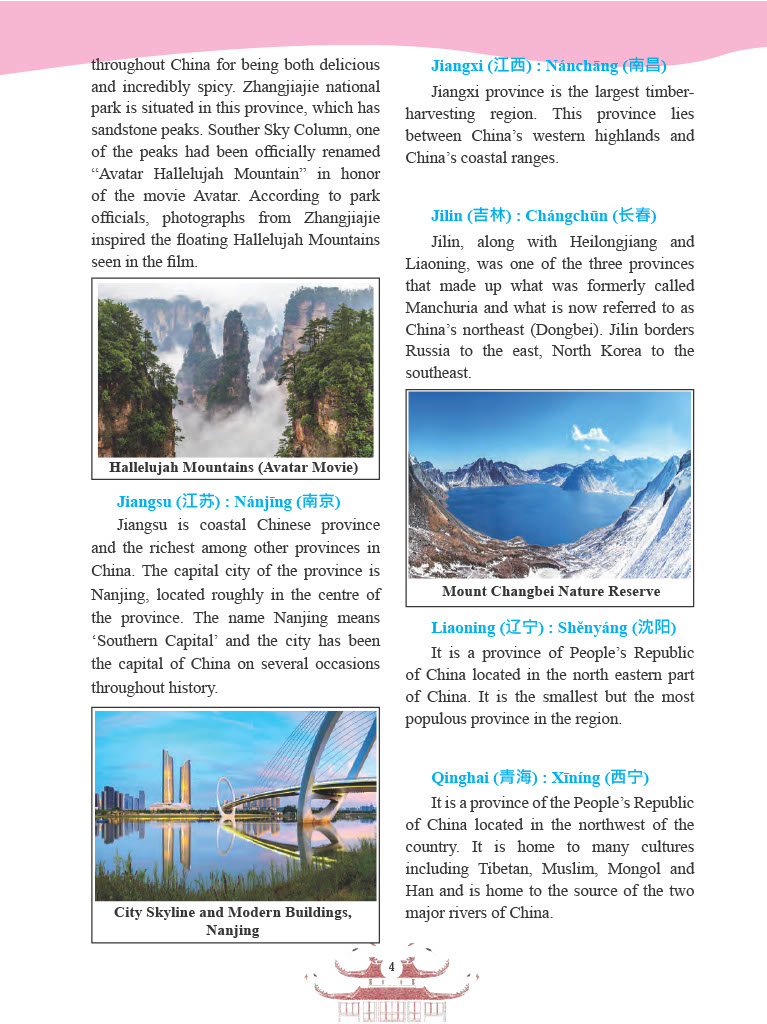 throughout China for being both delicious
and incredibly spicy. Zhangjiajie national
park is situated in this province, which has
sandstone peaks. Souther Sky Column, one
of the peaks had been officially renamed
“Avatar Hallelujah Mountain” in honor
of the movie Avatar. According to park
officials, photographs from Zhangjiajie
inspired the floating Hallelujah Mountains
seen in the film.
Hallelujah Mountains (Avatar Movie)
Jiangsu (江苏) : Nánjīng (南京)
Jiangsu is coastal Chinese province
and the richest among other provinces in
China. The capital city of the province is
Nanjing, located roughly in the centre of
the province. The name Nanjing means
‘Southern Capital’ and the city has been
the capital of China on several occasions
throughout history.
City Skyline and Modern Buildings,
Nanjing
Jiangxi (江西) : Nánchāng (南昌)
Jiangxi province is the largest timber-
harvesting region. This province lies
between China’s western highlands and
China’s coastal ranges.
Jilin (吉林) : Chángchūn (长春)
Jilin, along with Heilongjiang and
Liaoning, was one of the three provinces
that made up what was formerly called
Manchuria and what is now referred to as
China’s northeast (Dongbei). Jilin borders
Russia to the east, North Korea to the
southeast.
Mount Changbei Nature Reserve
Liaoning (辽宁) : Shěnyáng (沈阳)
It is a province of People’s Republic
of China located in the north eastern part
of China. It is the smallest but the most
populous province in the region.
Qinghai (青海) : Xīníng (西宁)
It is a province of the People’s Republic
of China located in the northwest of the
country. It is home to many cultures
including Tibetan, Muslim, Mongol and
Han and is home to the source of the two
major rivers of China.
4